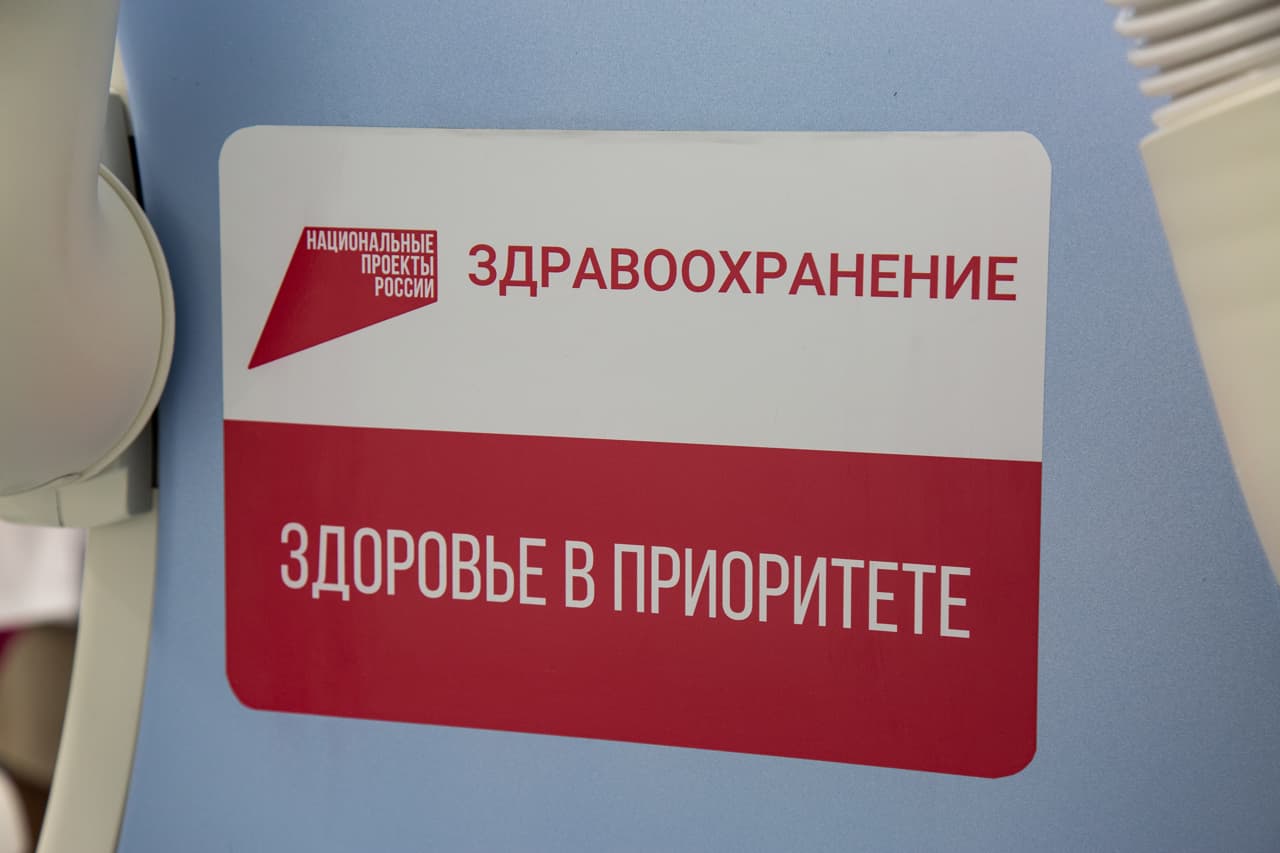 НАЦИОНАЛЬНЫЕ
ПРОЕКТЫ
РОССИИ
ЗДРАВООХРАНЕНИЕ
ЗДОРОВЬЕ В ПРИОРИТЕТЕ